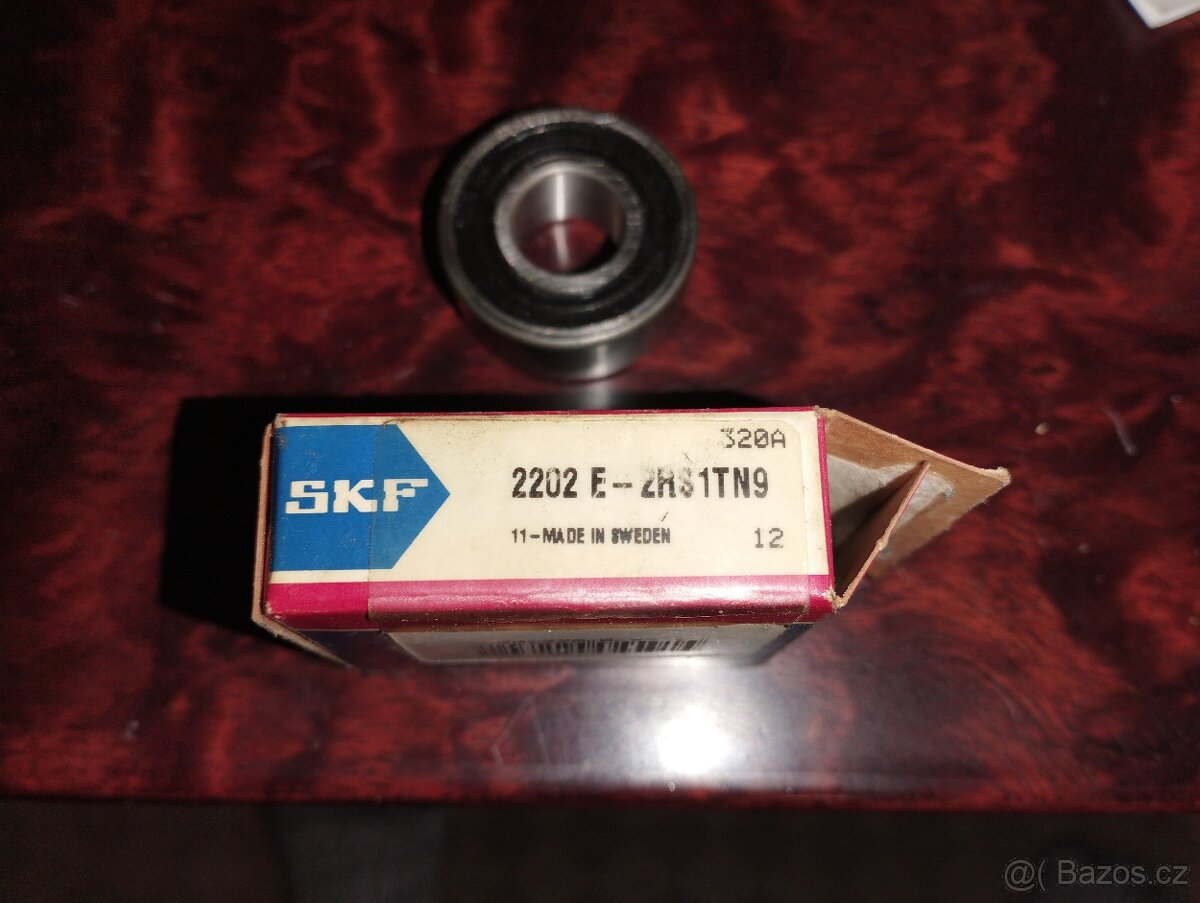 320A
SKF
2202 E-2RS1TN9
11-MADE IN SWEDEN
12
@( Bazos.cz